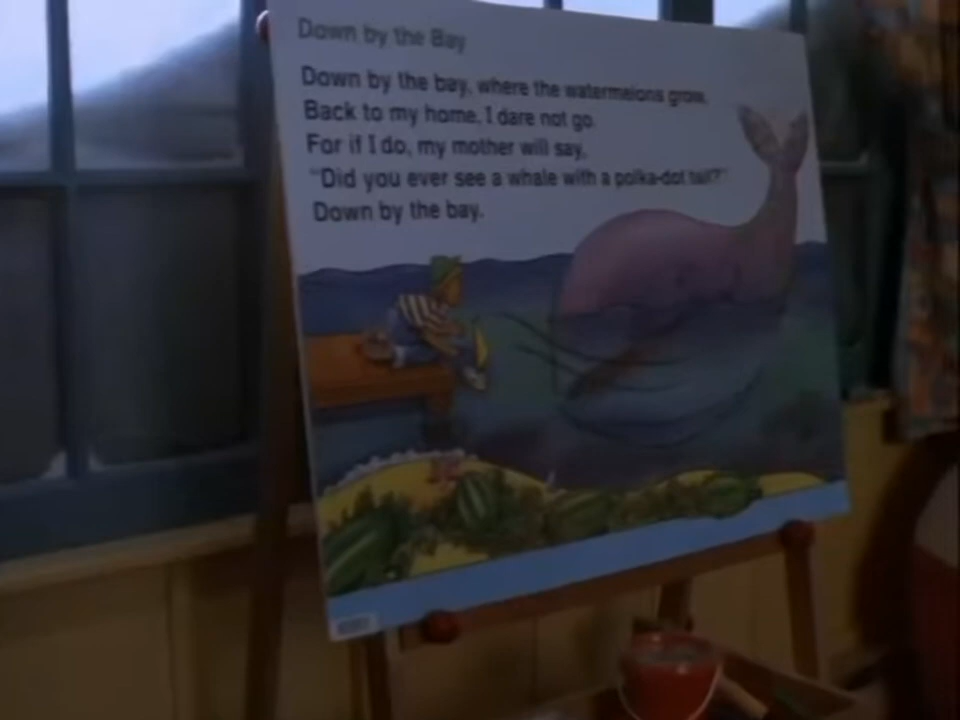 Down by the Bay
Down by the bay, where the watermelons grow,
Back to my home, I dare not go.
For if I do, my mother will say,
"Did you ever see a whale with a polka-dot tail?"
Down by the bay.